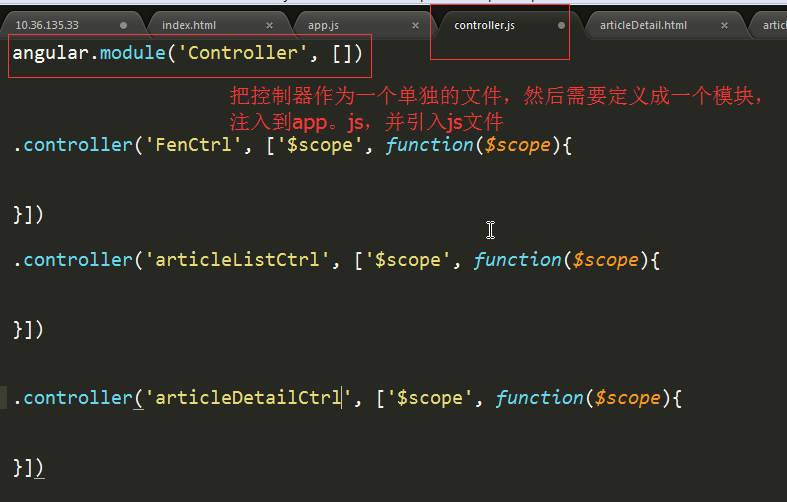 10.36.135.33 index.html app.js controller.js articleDetail.html artic
angular.module('Controller', [])
把控制器作为一个单独的文件，然后需要定义成一个模块，
注入到app。js，并引入js文件
.controller('FenCtrl', ['$scope', function($scope){
}])
.controller('articleListCtrl', ['$scope', function($scope){
}])
.controller('articleDetailCtrl', ['$scope', function($scope){
}])